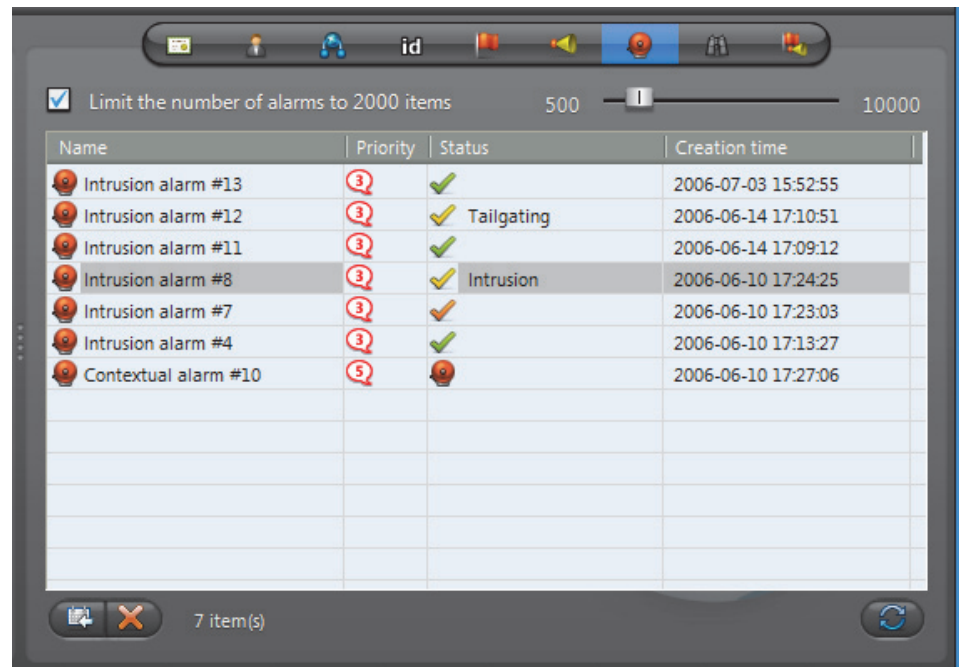 id
Limit the number of alarms to 2000 items 500 10000
Name Priority Status Creation time
Intrusion alarm #13 3 2006-07-03 15:52:55
Intrusion alarm #12 3 Tailgating 2006-06-14 17:10:51
Intrusion alarm #11 3 2006-06-14 17:09:12
Intrusion alarm #8 3 Intrusion 2006-06-10 17:24:25
Intrusion alarm #7 3 2006-06-10 17:23:03
Intrusion alarm #4 3 2006-06-10 17:13:27
Contextual alarm #10 5 2006-06-10 17:27:06
7 item(s)